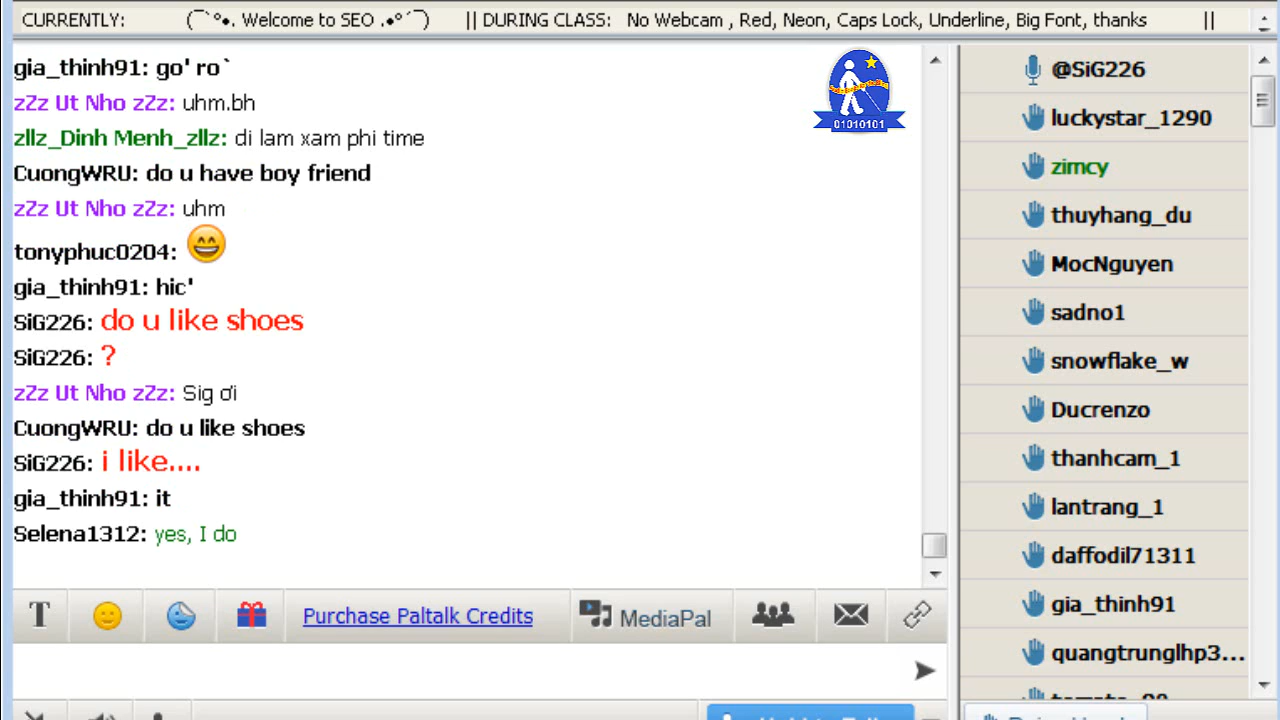 CURRENTLY: (¯`º•. Welcome to SEO .•º´¯) || DURING CLASS: No Webcam , Red, Neon, Caps Lock, Underline, Big Font, thanks ||
gia_thinh91: go' ro`
zZz Ut Nho zZz: uhm.bh
zllz_Dinh Menh_zllz: di lam xam phi time
CuongWRU: do u have boy friend
zZz Ut Nho zZz: uhm
tonyphuc0204:
gia_thinh91: hic'
SiG226: do u like shoes
SiG226: ?
zZz Ut Nho zZz: Sig ơi
CuongWRU: do u like shoes
SiG226: i like....
gia_thinh91: it
Selena1312: yes, I do
01010101
@SiG226
luckystar_1290
zimcy
thuyhang_du
MocNguyen
sadno1
snowflake_w
Ducrenzo
thanhcam_1
lantrang_1
daffodil71311
gia_thinh91
quangtrunglhp3...
T
Purchase Paltalk Credits
MediaPal